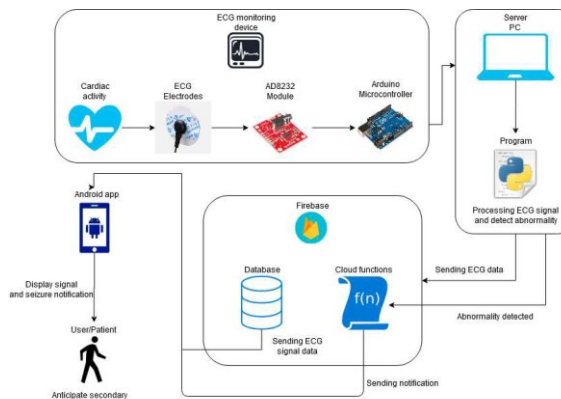 ECG monitoring
device
Cardiac
activity
ECG
Electrodes
AD8232
Module
Arduino
Microcontroller
Server
PC
Program
Processing ECG signal
and detect abnormality
Android app
Firebase
Database
Cloud functions
f(n)
Sending ECG data
Abnormality detected
Display signal
and seizure notification
Sending ECG
signal data
User/Patient
Sending notification
Anticipate secondary